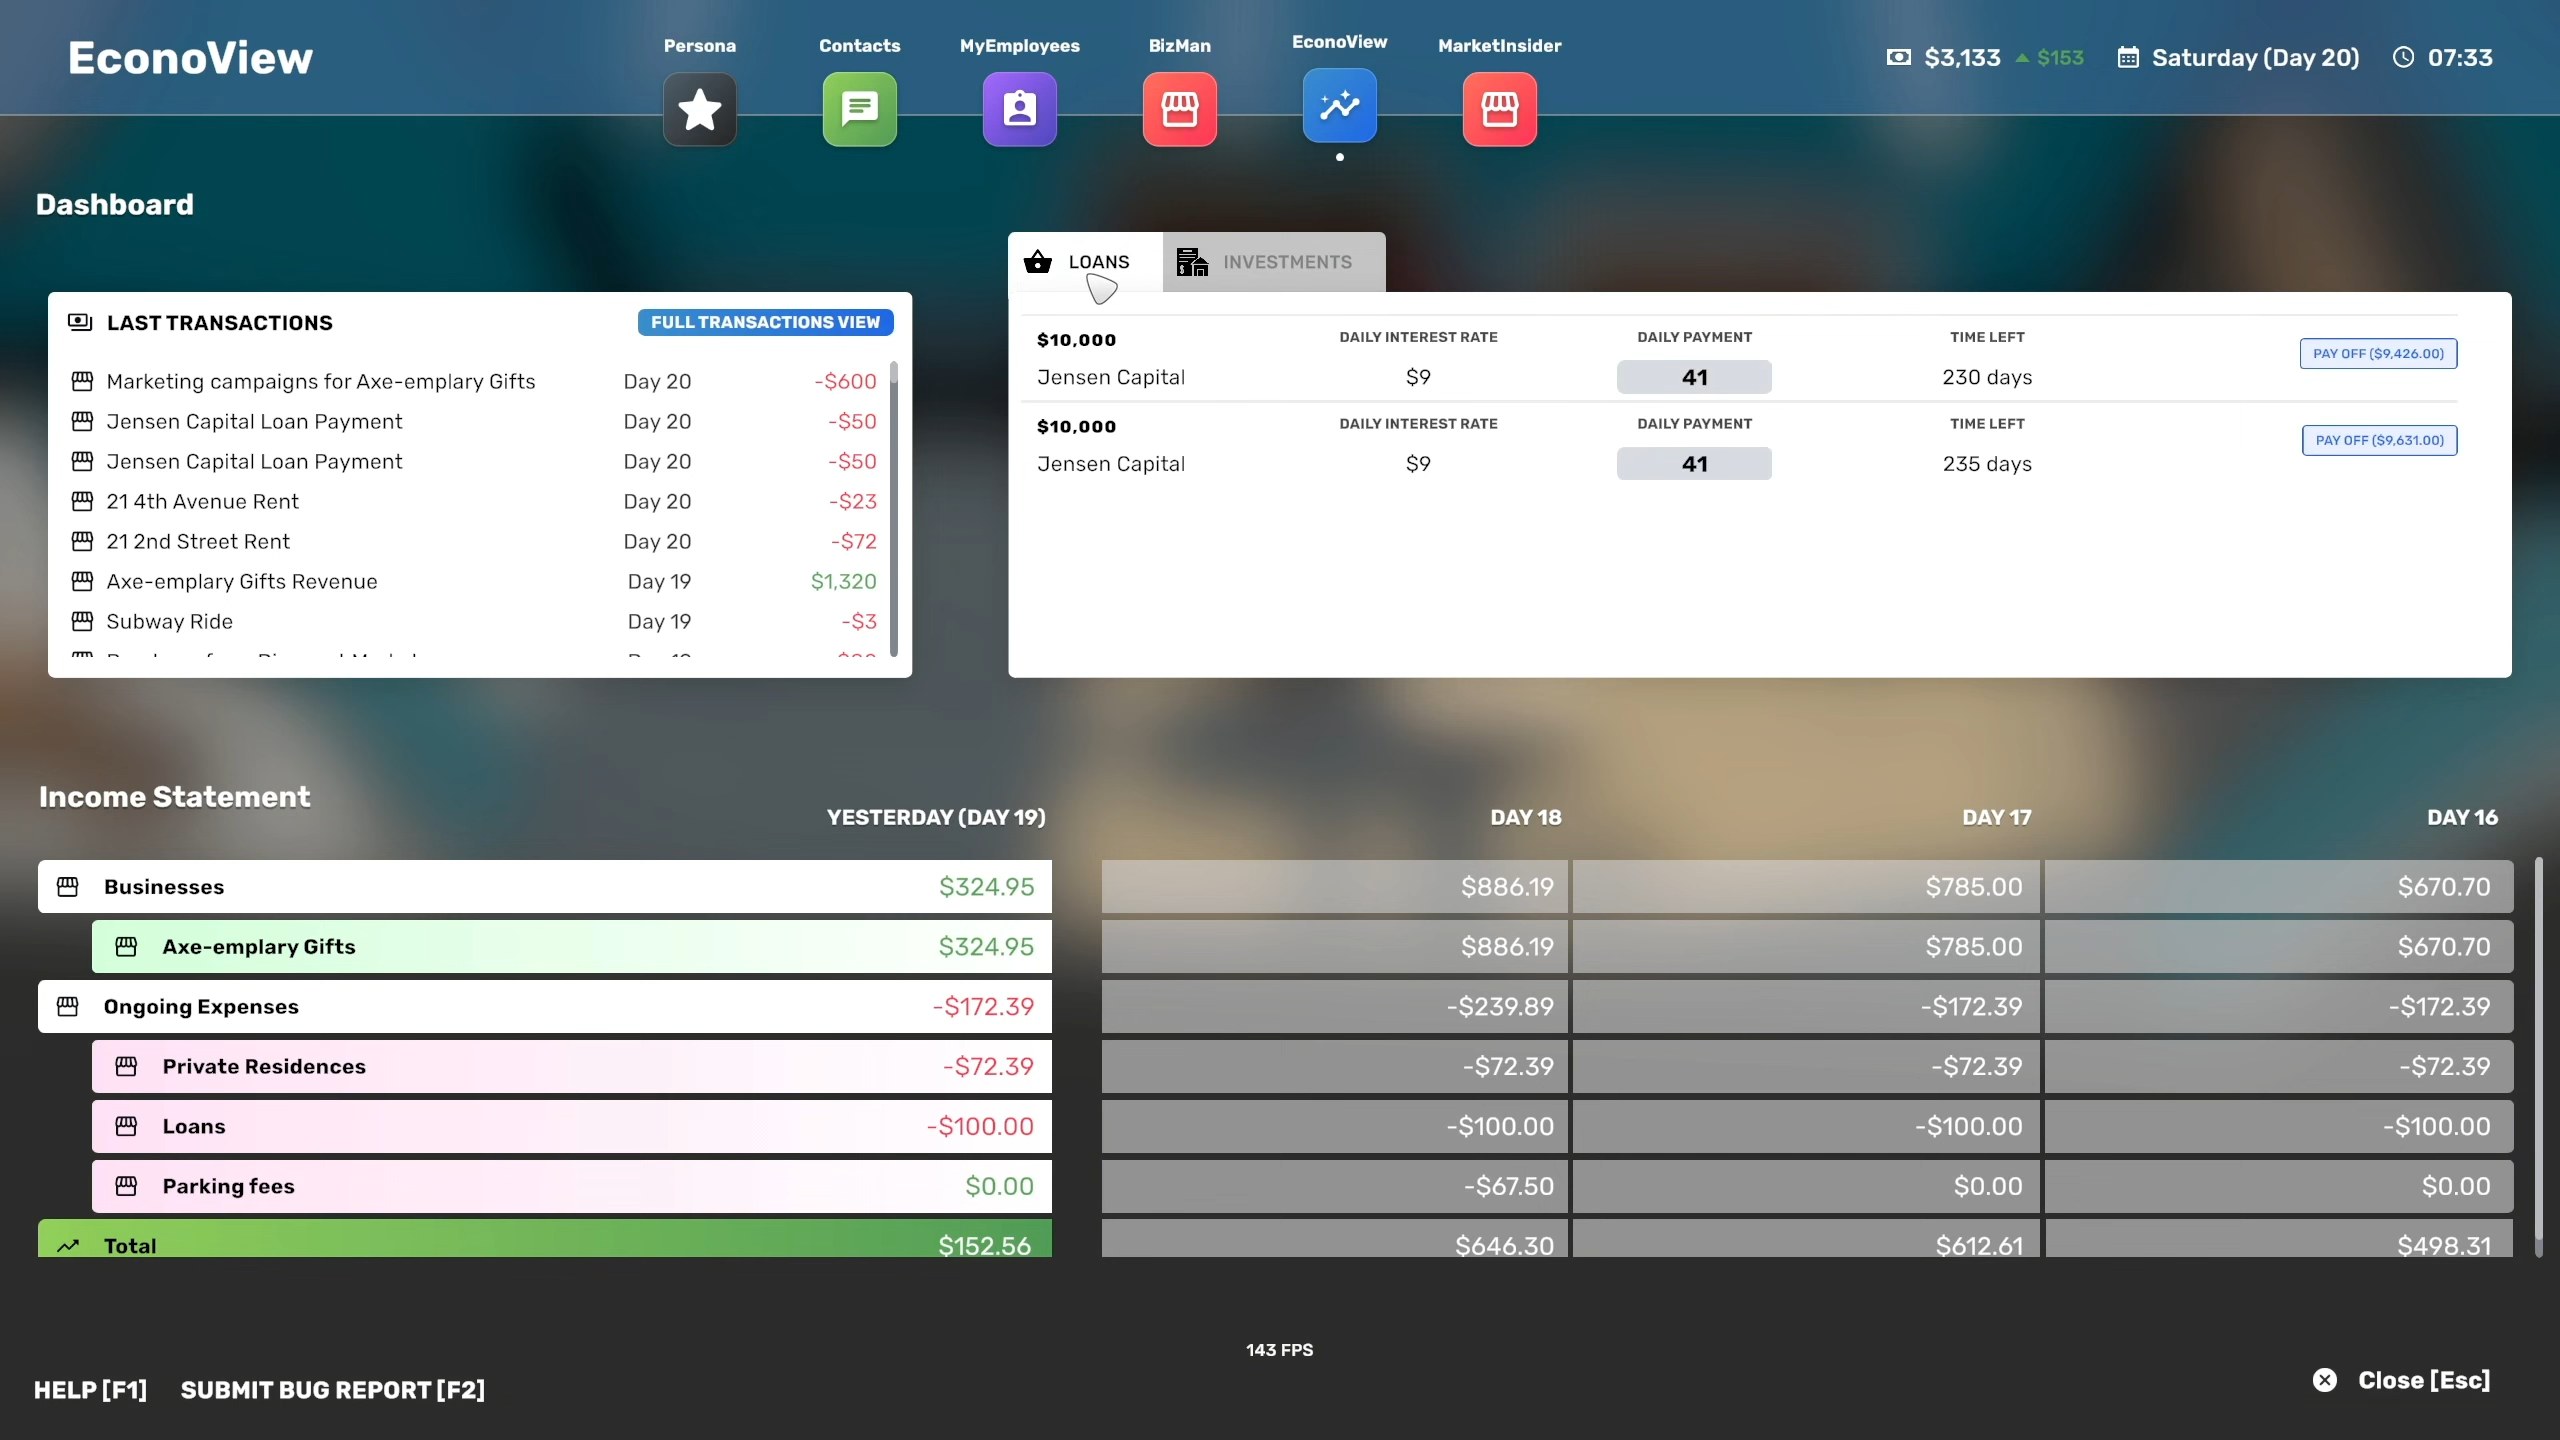 EconoView
Persona
Contacts
MyEmployees
BizMan
EconoView
MarketInsider
$3,133 $153 Saturday (Day 20) 07:33
Dashboard
LOANS
INVESTMENTS
LAST TRANSACTIONS FULL TRANSACTIONS VIEW
Marketing campaigns for Axe-emplary Gifts Day 20 -$600
Jensen Capital Loan Payment Day 20 -$50
Jensen Capital Loan Payment Day 20 -$50
21 4th Avenue Rent Day 20 -$23
21 2nd Street Rent Day 20 -$72
Axe-emplary Gifts Revenue Day 19 $1,320
Subway Ride Day 19 -$3
$10,000 DAILY INTEREST RATE DAILY PAYMENT TIME LEFT PAY OFF ($9,426.00)
Jensen Capital $9 41 230 days
$10,000 DAILY INTEREST RATE DAILY PAYMENT TIME LEFT PAY OFF ($9,631.00)
Jensen Capital $9 41 235 days
Income Statement
YESTERDAY (DAY 19) DAY 18 DAY 17 DAY 16
Businesses $324.95 $886.19 $785.00 $670.70
Axe-emplary Gifts $324.95 $886.19 $785.00 $670.70
Ongoing Expenses -$172.39 -$239.89 -$172.39 -$172.39
Private Residences -$72.39 -$72.39 -$72.39 -$72.39
Loans -$100.00 -$100.00 -$100.00 -$100.00
Parking fees $0.00 -$67.50 $0.00 $0.00
Total $152.56 $646.30 $612.61 $498.31
143 FPS
HELP [F1] SUBMIT BUG REPORT [F2]
Close [Esc]